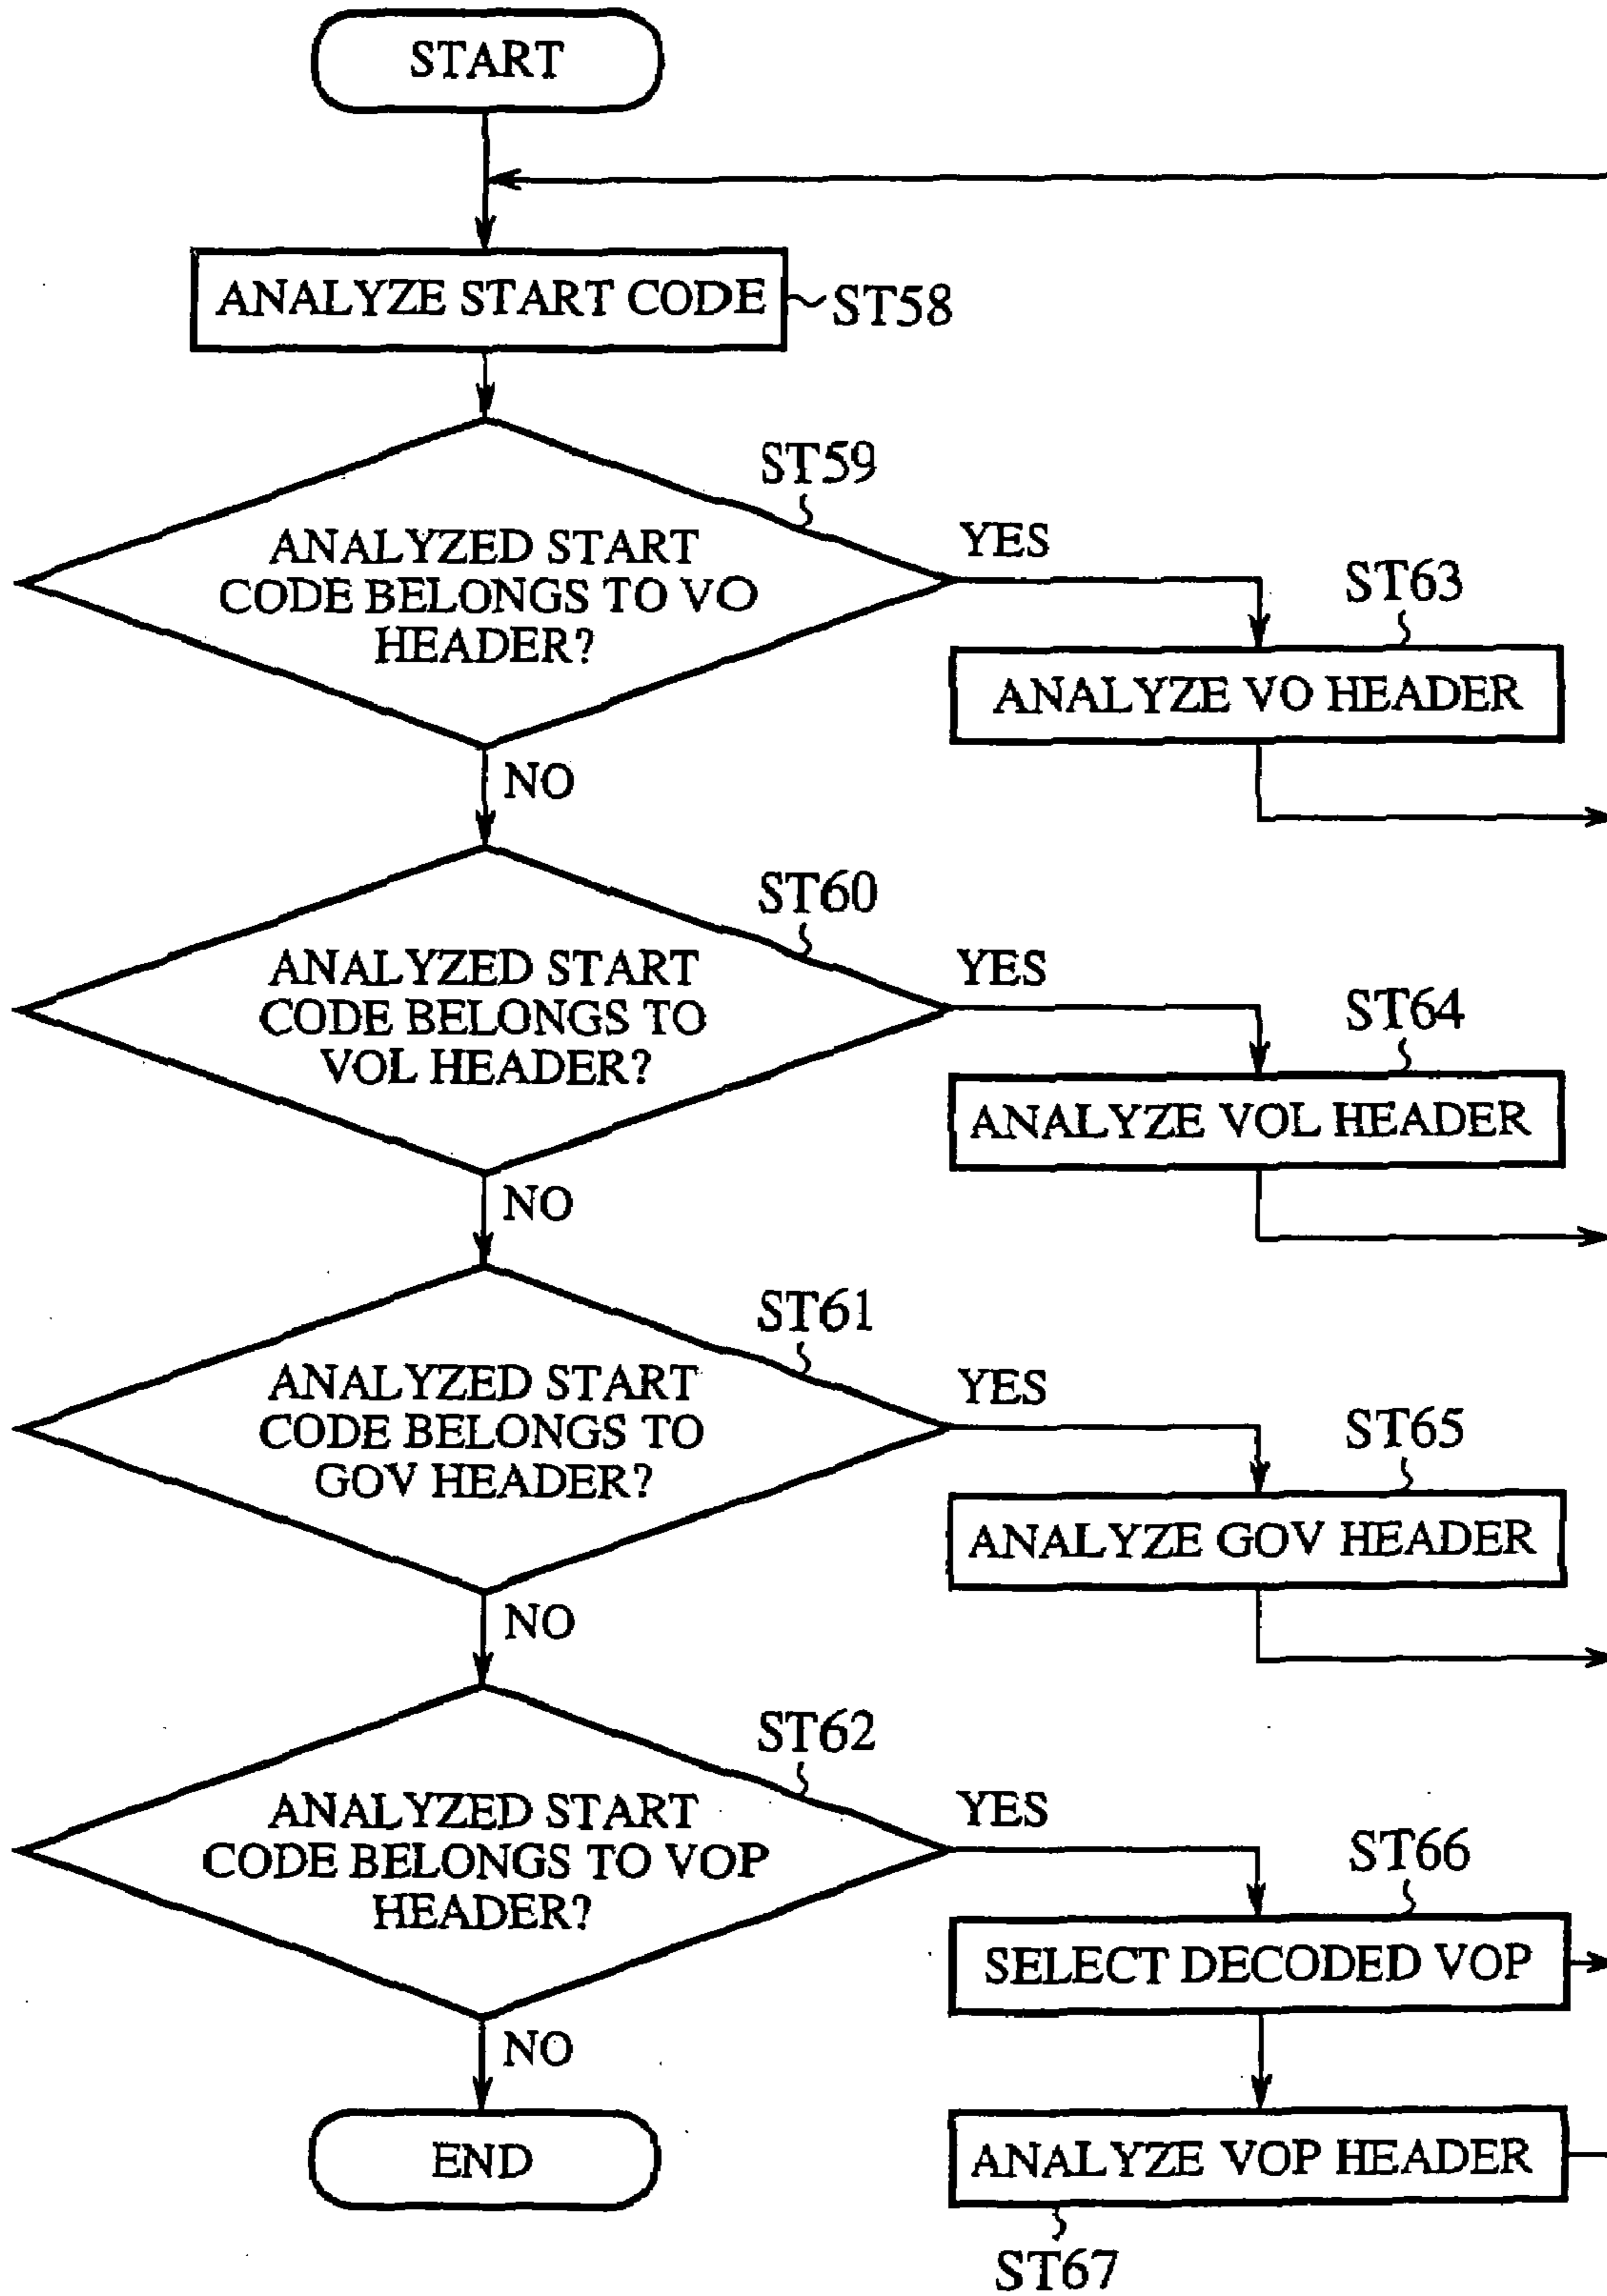 START
ANALYZE START CODE
ST58
ST59
ANALYZED START
CODE BELONGS TO VO
HEADER?
YES
ST63
ANALYZE VO HEADER
NO
ST60
ANALYZED START
CODE BELONGS TO
VOL HEADER?
YES
ST64
ANALYZE VOL HEADER
NO
ST61
ANALYZED START
CODE BELONGS TO
GOV HEADER?
YES
ST65
ANALYZE GOV HEADER
NO
ST62
ANALYZED START
CODE BELONGS TO VOP
HEADER?
YES
ST66
SELECT DECODED VOP
NO
END
ANALYZE VOP HEADER
ST67